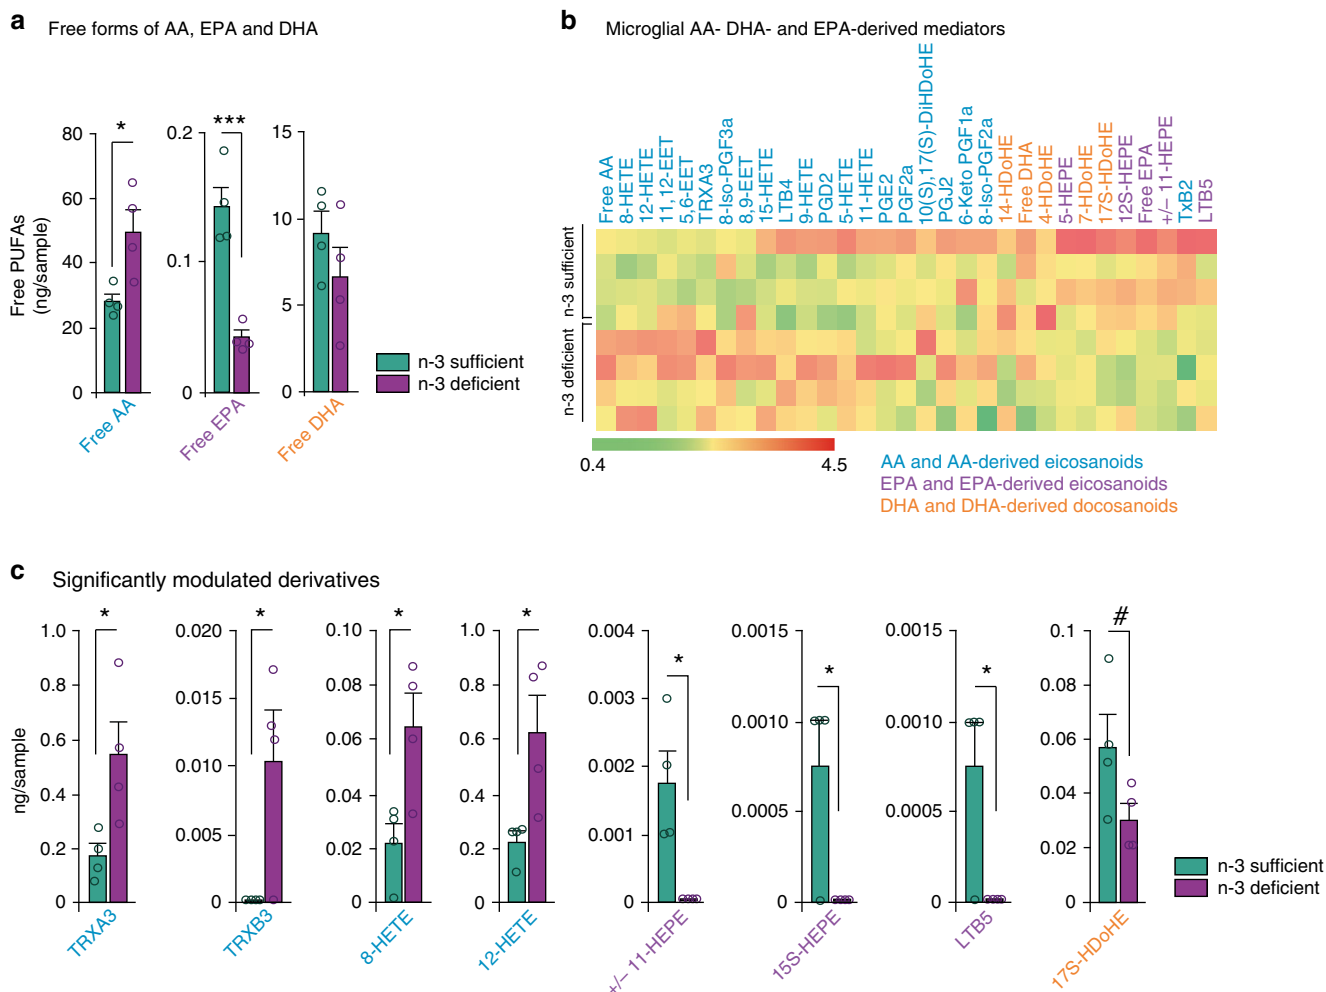 a Free forms of AA, EPA and DHA
Free PUFAs
(ng/sample)
80
60
40
20
0
*
Free AA
0.2
0.1
0
***
Free EPA
15
10
5
0
Free DHA
n-3 sufficient
n-3 deficient
b Microglial AA- DHA- and EPA-derived mediators
Free AA
8-HETE
12-HETE
11,12-EET
5,6-EET
TRXA3
8-Iso-PGF3a
8,9-EET
15-HETE
LTB4
9-HETE
PGD2
5-HETE
11-HETE
PGE2
PGF2a
10(S),17(S)-DiHDoHE
PGJ2
6-Keto PGF1a
8-Iso-PGF2a
14-HDoHE
Free DHA
4-HDoHE
5-HEPE
7-HDoHE
17S-HDoHE
12S-HEPE
Free EPA
+/− 11-HEPE
TxB2
LTB5
n-3 sufficient
n-3 deficient
0.4
4.5
AA and AA-derived eicosanoids
EPA and EPA-derived eicosanoids
DHA and DHA-derived docosanoids
c Significantly modulated derivatives
ng/sample
1.0
0.8
0.6
0.4
0.2
0
*
TRXA3
0.020
0.015
0.010
0.005
0
*
TRXB3
0.10
0.08
0.06
0.04
0.02
0
*
8-HETE
1.0
0.8
0.6
0.4
0.2
0
*
12-HETE
0.004
0.003
0.002
0.001
0
*
+/− 11-HEPE
0.0015
0.0010
0.0005
0
*
15S-HEPE
0.0015
0.0010
0.0005
0
*
LTB5
0.1
0.08
0.06
0.04
0.02
0
#
17S-HDoHE
n-3 sufficient
n-3 deficient